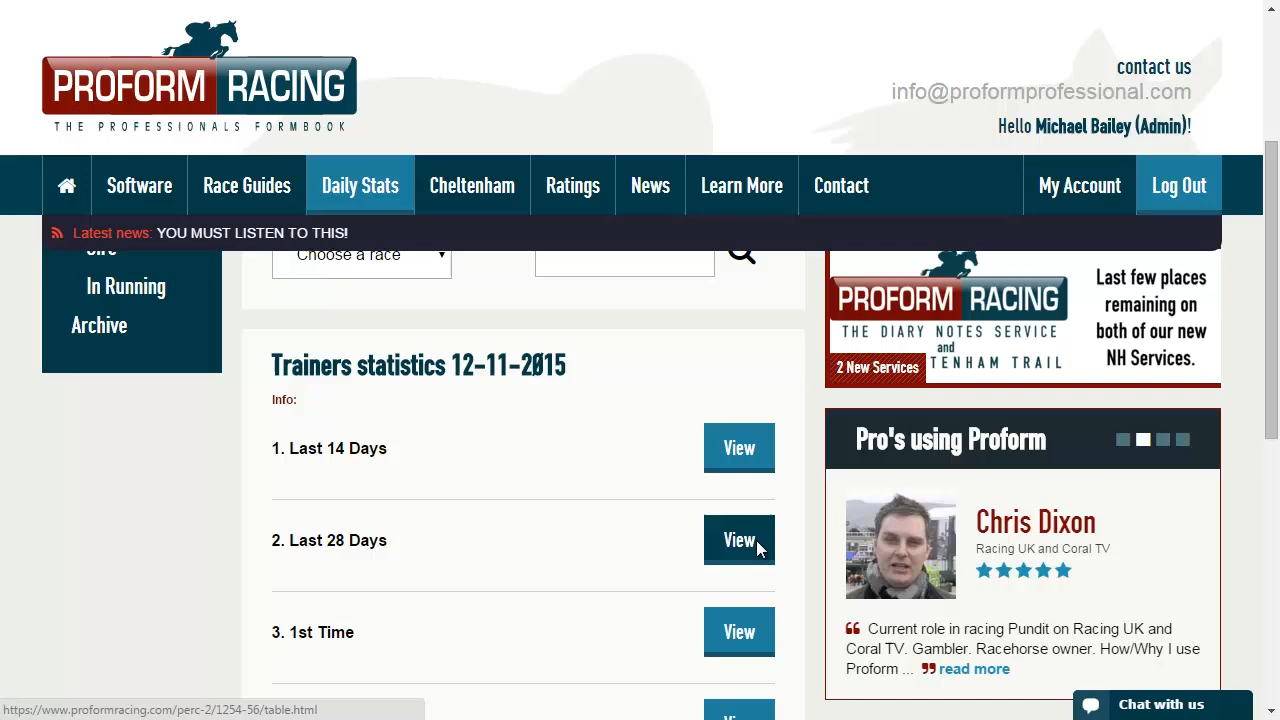 PROFORM RACING
THE PROFESSIONALS FORMBOOK
contact us
info@proformprofessional.com
Hello Michael Bailey (Admin)!
Software
Race Guides
Daily Stats
Cheltenham
Ratings
News
Learn More
Contact
My Account
Log Out
Latest news: YOU MUST LISTEN TO THIS!
In Running
Archive
Choose a race
Trainers statistics 12-11-2015
Info:
1. Last 14 Days
View
2. Last 28 Days
View
3. 1st Time
View
View
PROFORM RACING
THE DIARY NOTES SERVICE
and
TENHAM TRAIL
2 New Services
Last few places
remaining on
both of our new
NH Services.
Pro's using Proform
Chris Dixon
Racing UK and Coral TV
Current role in racing Pundit on Racing UK and
Coral TV. Gambler. Racehorse owner. How/Why I use
Proform ... read more
https://www.proformracing.com/perc-2/1254-56/table.html
Chat with us